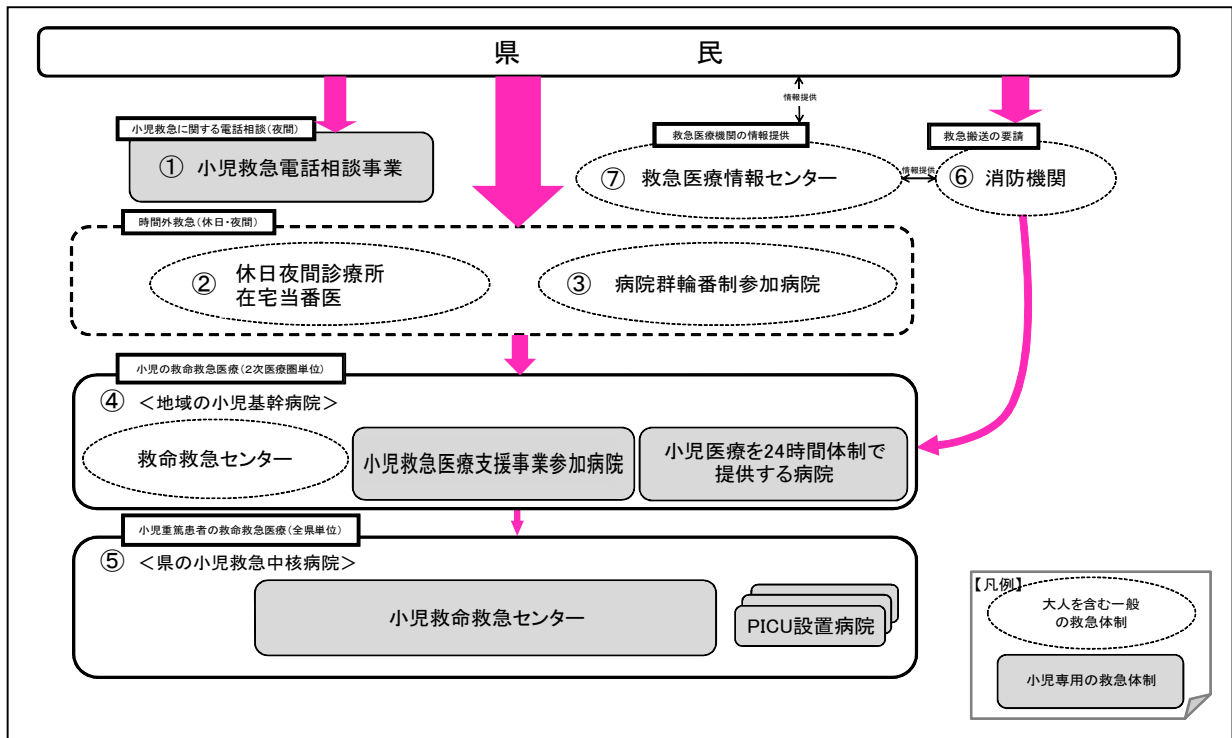 県　　　民
情報提供
小児救急に関する電話相談(夜間)
① 小児救急電話相談事業
救急医療機関の情報提供
⑦ 救急医療情報センター
情報提供
救急搬送の要請
⑥ 消防機関
時間外救急(休日・夜間)
② 休日夜間診療所
在宅当番医
③ 病院群輪番制参加病院
小児の救命救急医療(2次医療圏単位)
④ <地域の小児基幹病院>
救命救急センター
小児救急医療支援事業参加病院
小児医療を24時間体制で
提供する病院
小児重篤患者の救命救急医療(全県単位)
⑤ <県の小児救急中核病院>
小児救命救急センター
PICU設置病院
【凡例】
大人を含む一般
の救急体制
小児専用の救急体制